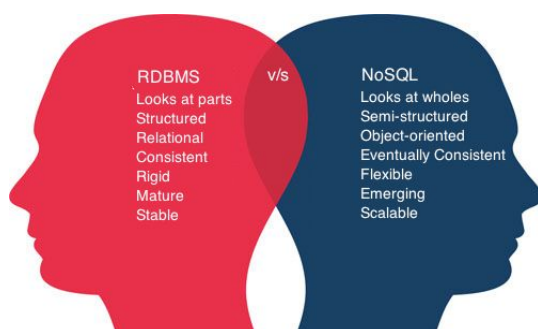 RDBMS
Looks at parts
Structured
Relational
Consistent
Rigid
Mature
Stable
v/s
NoSQL
Looks at wholes
Semi-structured
Object-oriented
Eventually Consistent
Flexible
Emerging
Scalable